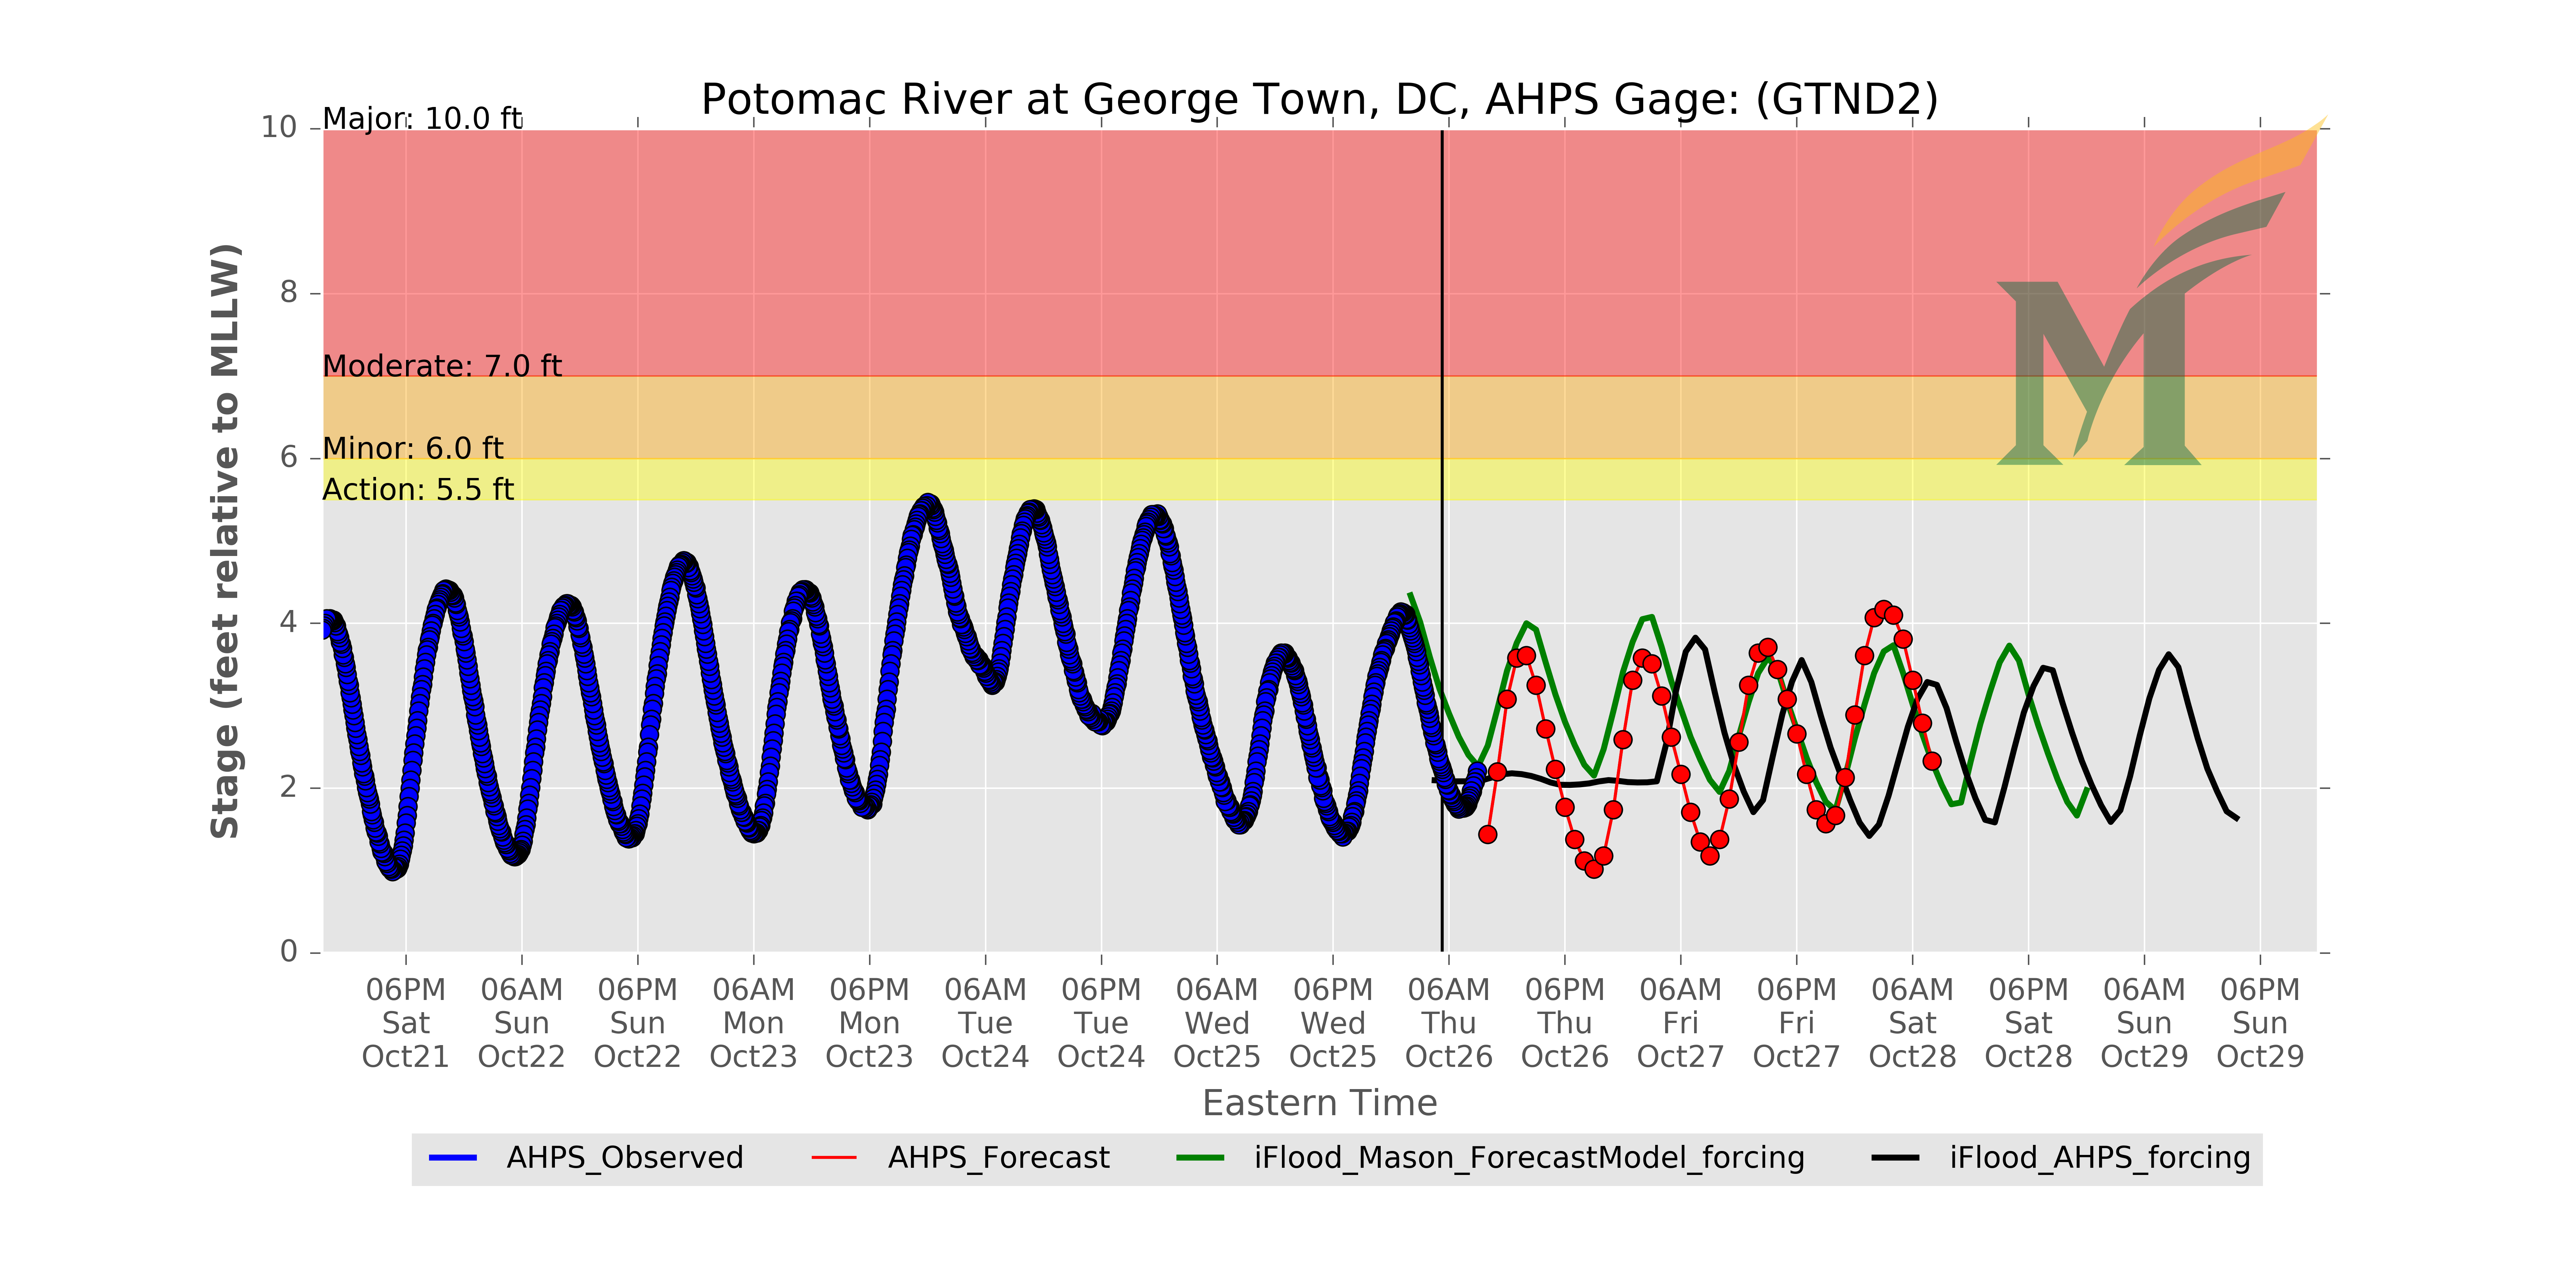 Potomac River at George Town, DC, AHPS Gage: (GTND2)
Major: 10.0 ft
Moderate: 7.0 ft
Minor: 6.0 ft
Action: 5.5 ft
10
8
6
4
2
0
Stage (feet relative to MLLW)
06PM 06AM 06PM 06AM 06PM 06AM 06PM 06AM 06PM 06AM 06PM 06AM 06PM 06AM 06PM 06AM 06PM
Sat Sun Sun Mon Mon Tue Tue Wed Wed Thu Thu Fri Fri Sat Sat Sun Sun
Oct21 Oct22 Oct22 Oct23 Oct23 Oct24 Oct24 Oct25 Oct25 Oct26 Oct26 Oct27 Oct27 Oct28 Oct28 Oct29 Oct29
Eastern Time
AHPS_Observed AHPS_Forecast iFlood_Mason_ForecastModel_forcing iFlood_AHPS_forcing
M